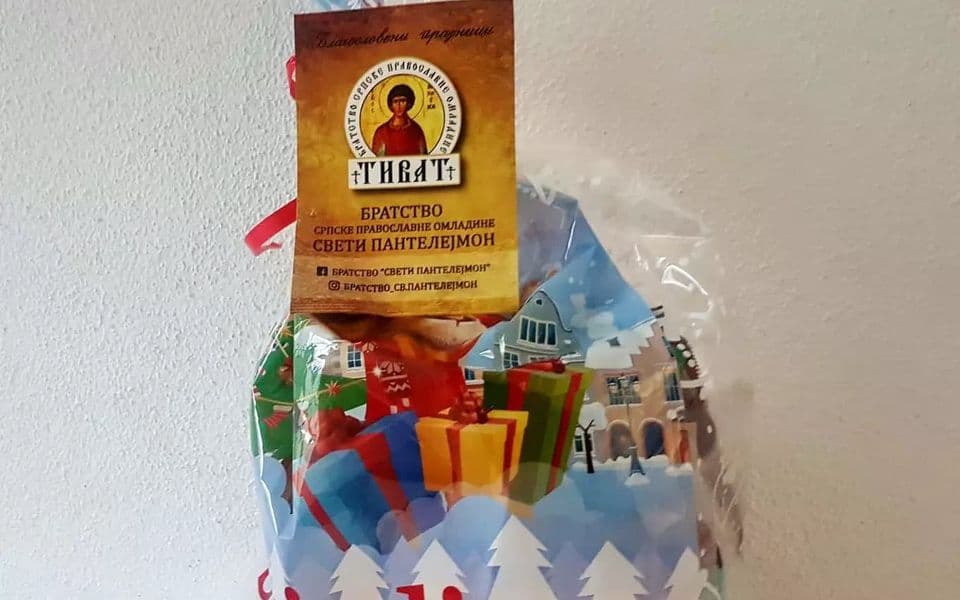 Благословени празници
БРАТСТВО СРПСКЕ ПРАВОСЛАВНЕ ОМЛАДИНЕ
ТИВАТ
БРАТСТВО
СРПСКЕ ПРАВОСЛАВНЕ ОМЛАДИНЕ
СВЕТИ ПАНТЕЛЕЈМОН
БРАТСТВО "СВЕТИ ПАНТЕЛЕЈМОН"
БРАТСТВО_СВ.ПАНТЕЛЕЈМОН